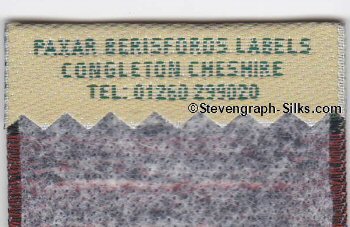 PAXAR BERISFORDS LABELS
CONGLETON CHESHIRE
TEL: 01260 299020
©Stevengraph-Silks.com